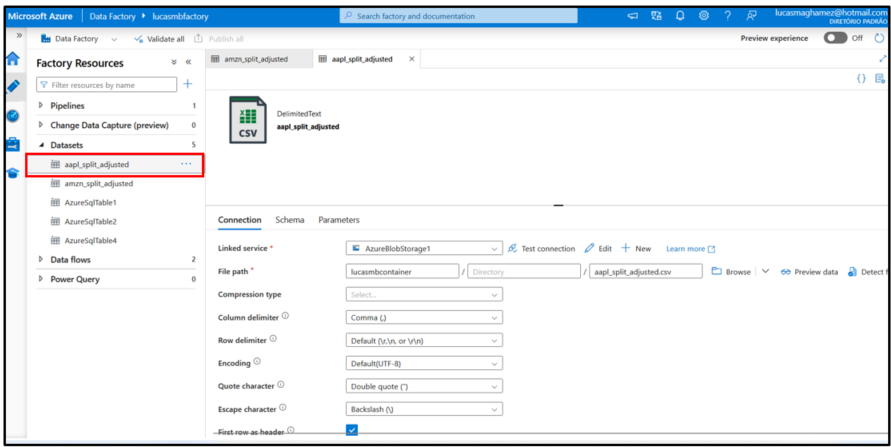 Microsoft Azure | Data Factory ▸ lucasmbfactory
Search factory and documentation
lucasmaghamez@hotmail.com
DIRETÓRIO PADRÃO
Data Factory
Validate all
Publish all
Preview experience
Off
Factory Resources
Filter resources by name
Pipelines 1
Change Data Capture (preview) 0
Datasets 5
aapl_split_adjusted ...
amzn_split_adjusted
AzureSqlTable1
AzureSqlTable2
AzureSqlTable4
Data flows 2
Power Query 0
amzn_split_adjusted
aapl_split_adjusted
CSV
DelimitedText
aapl_split_adjusted
Connection Schema Parameters
Linked service * AzureBlobStorage1 Test connection Edit New Learn more
File path * lucasmbcontainer / Directory / aapl_split_adjusted.csv Browse Preview data Detect f
Compression type Select...
Column delimiter Comma (,)
Row delimiter Default (\r,\n, or \r\n)
Encoding Default(UTF-8)
Quote character Double quote (")
Escape character Backslash (\)
First row as header